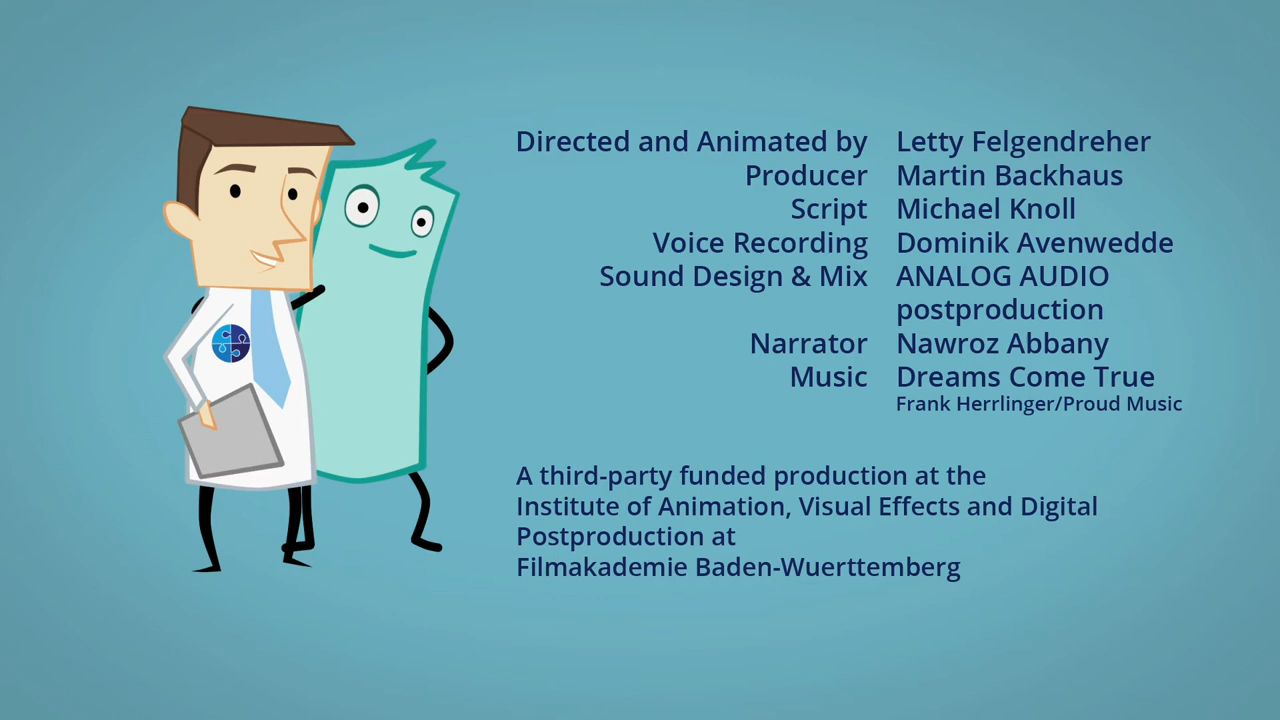 Directed and Animated by Letty Felgendreher
Producer Martin Backhaus
Script Michael Knoll
Voice Recording Dominik Avenwedde
Sound Design & Mix ANALOG AUDIO
postproduction
Narrator Nawroz Abbany
Music Dreams Come True
Frank Herrlinger/Proud Music
A third-party funded production at the
Institute of Animation, Visual Effects and Digital
Postproduction at
Filmakademie Baden-Wuerttemberg